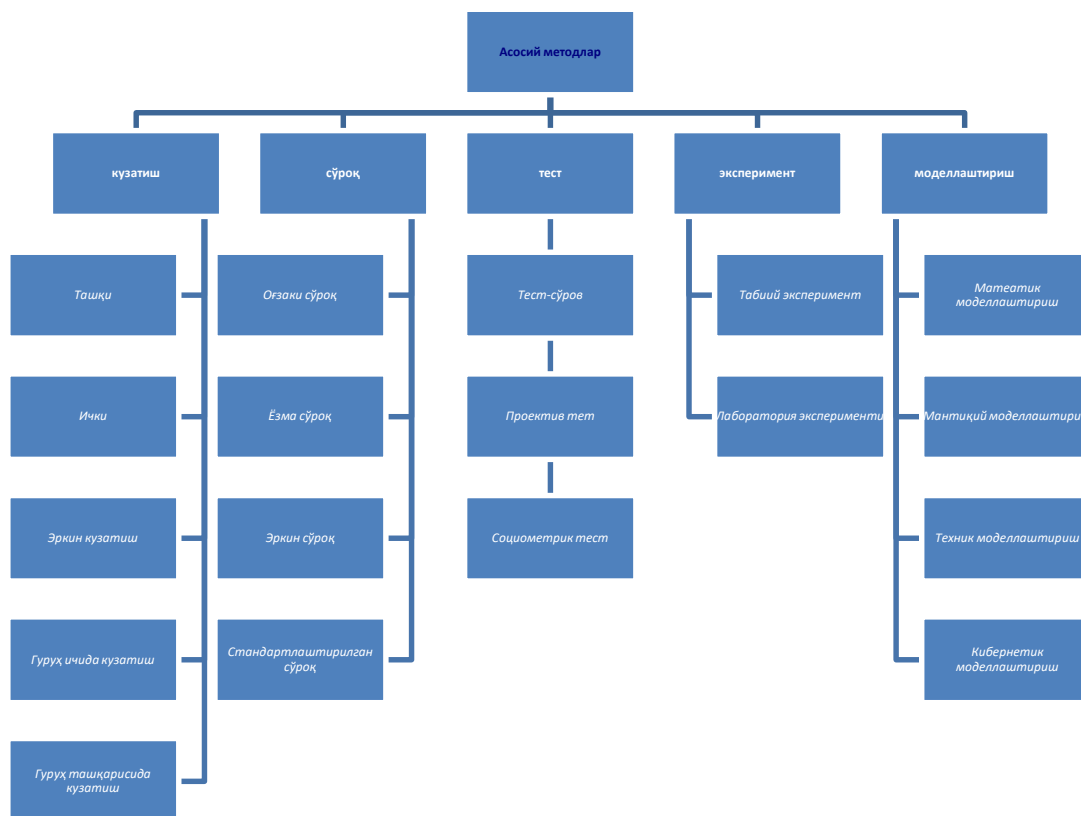 Асосий методлар
кузатиш
сўроқ
тест
эксперимент
моделлаштириш
Ташқи
Ички
Эркин кузатиш
Гуруҳ ичида кузатиш
Гуруҳ ташқарисида
кузатиш
Оғзаки сўроқ
Ёзма сўроқ
Эркин сўроқ
Стандартлаштирилган
сўроқ
Тест-сўров
Проектив тет
Социометрик тест
Табиий эксперимент
Лаборатория эксперименти
Матеатик
моделлаштириш
Мантиқий моделлаштири
Техник моделлаштириш
Кибернетик
моделлаштириш